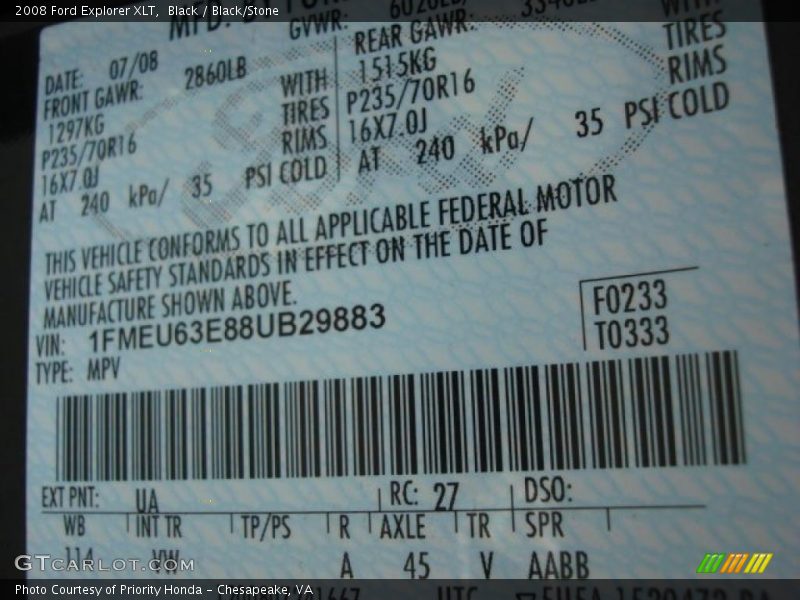 2008 Ford Explorer XLT, Black / Black/Stone
GVWR:
DATE: 07/08
FRONT GAWR: 2860LB
1297KG
P235/70R16
16X7.0J
AT 240 kPa/ 35 PSI COLD
WITH
TIRES
RIMS
REAR GAWR:
1515KG
P235/70R16
16X7.0J
AT 240 kPa/ 35 PSI COLD
WITH
TIRES
RIMS
THIS VEHICLE CONFORMS TO ALL APPLICABLE FEDERAL MOTOR
VEHICLE SAFETY STANDARDS IN EFFECT ON THE DATE OF
MANUFACTURE SHOWN ABOVE.
VIN: 1FMEU63E88UB29883
TYPE: MPV
F0233
T0333
EXT PNT: UA RC: 27 DSO:
WB INT TR TP/PS R AXLE TR SPR
114 VW A 45 V AABB
GTcarlot.com
Photo Courtesy of Priority Honda – Chesapeake, VA